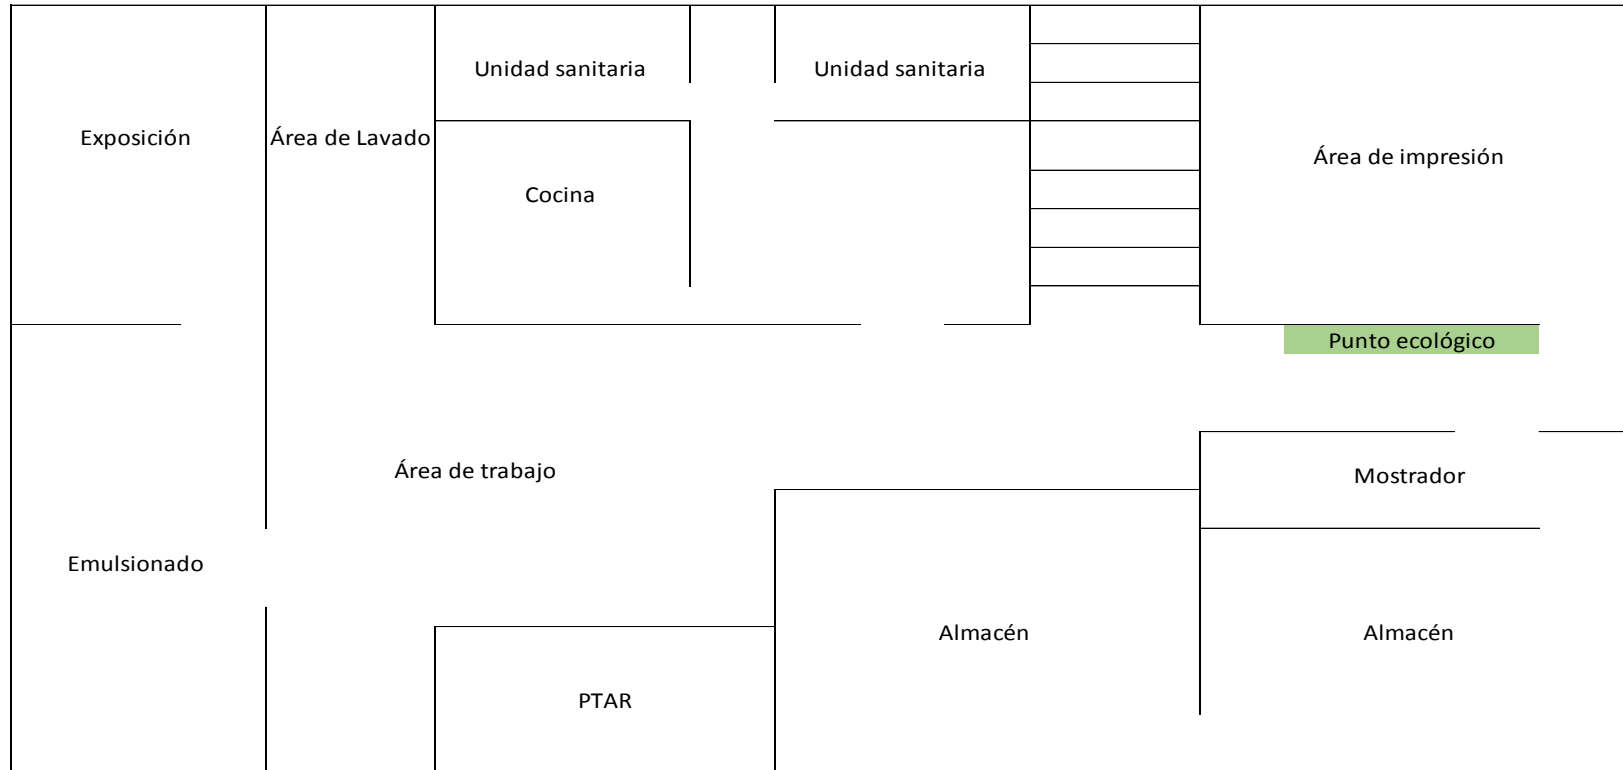 Unidad sanitaria
Unidad sanitaria
Exposición
Área de Lavado
Área de impresión
Cocina
Punto ecológico
Área de trabajo
Mostrador
Emulsionado
Almacén
Almacén
PTAR